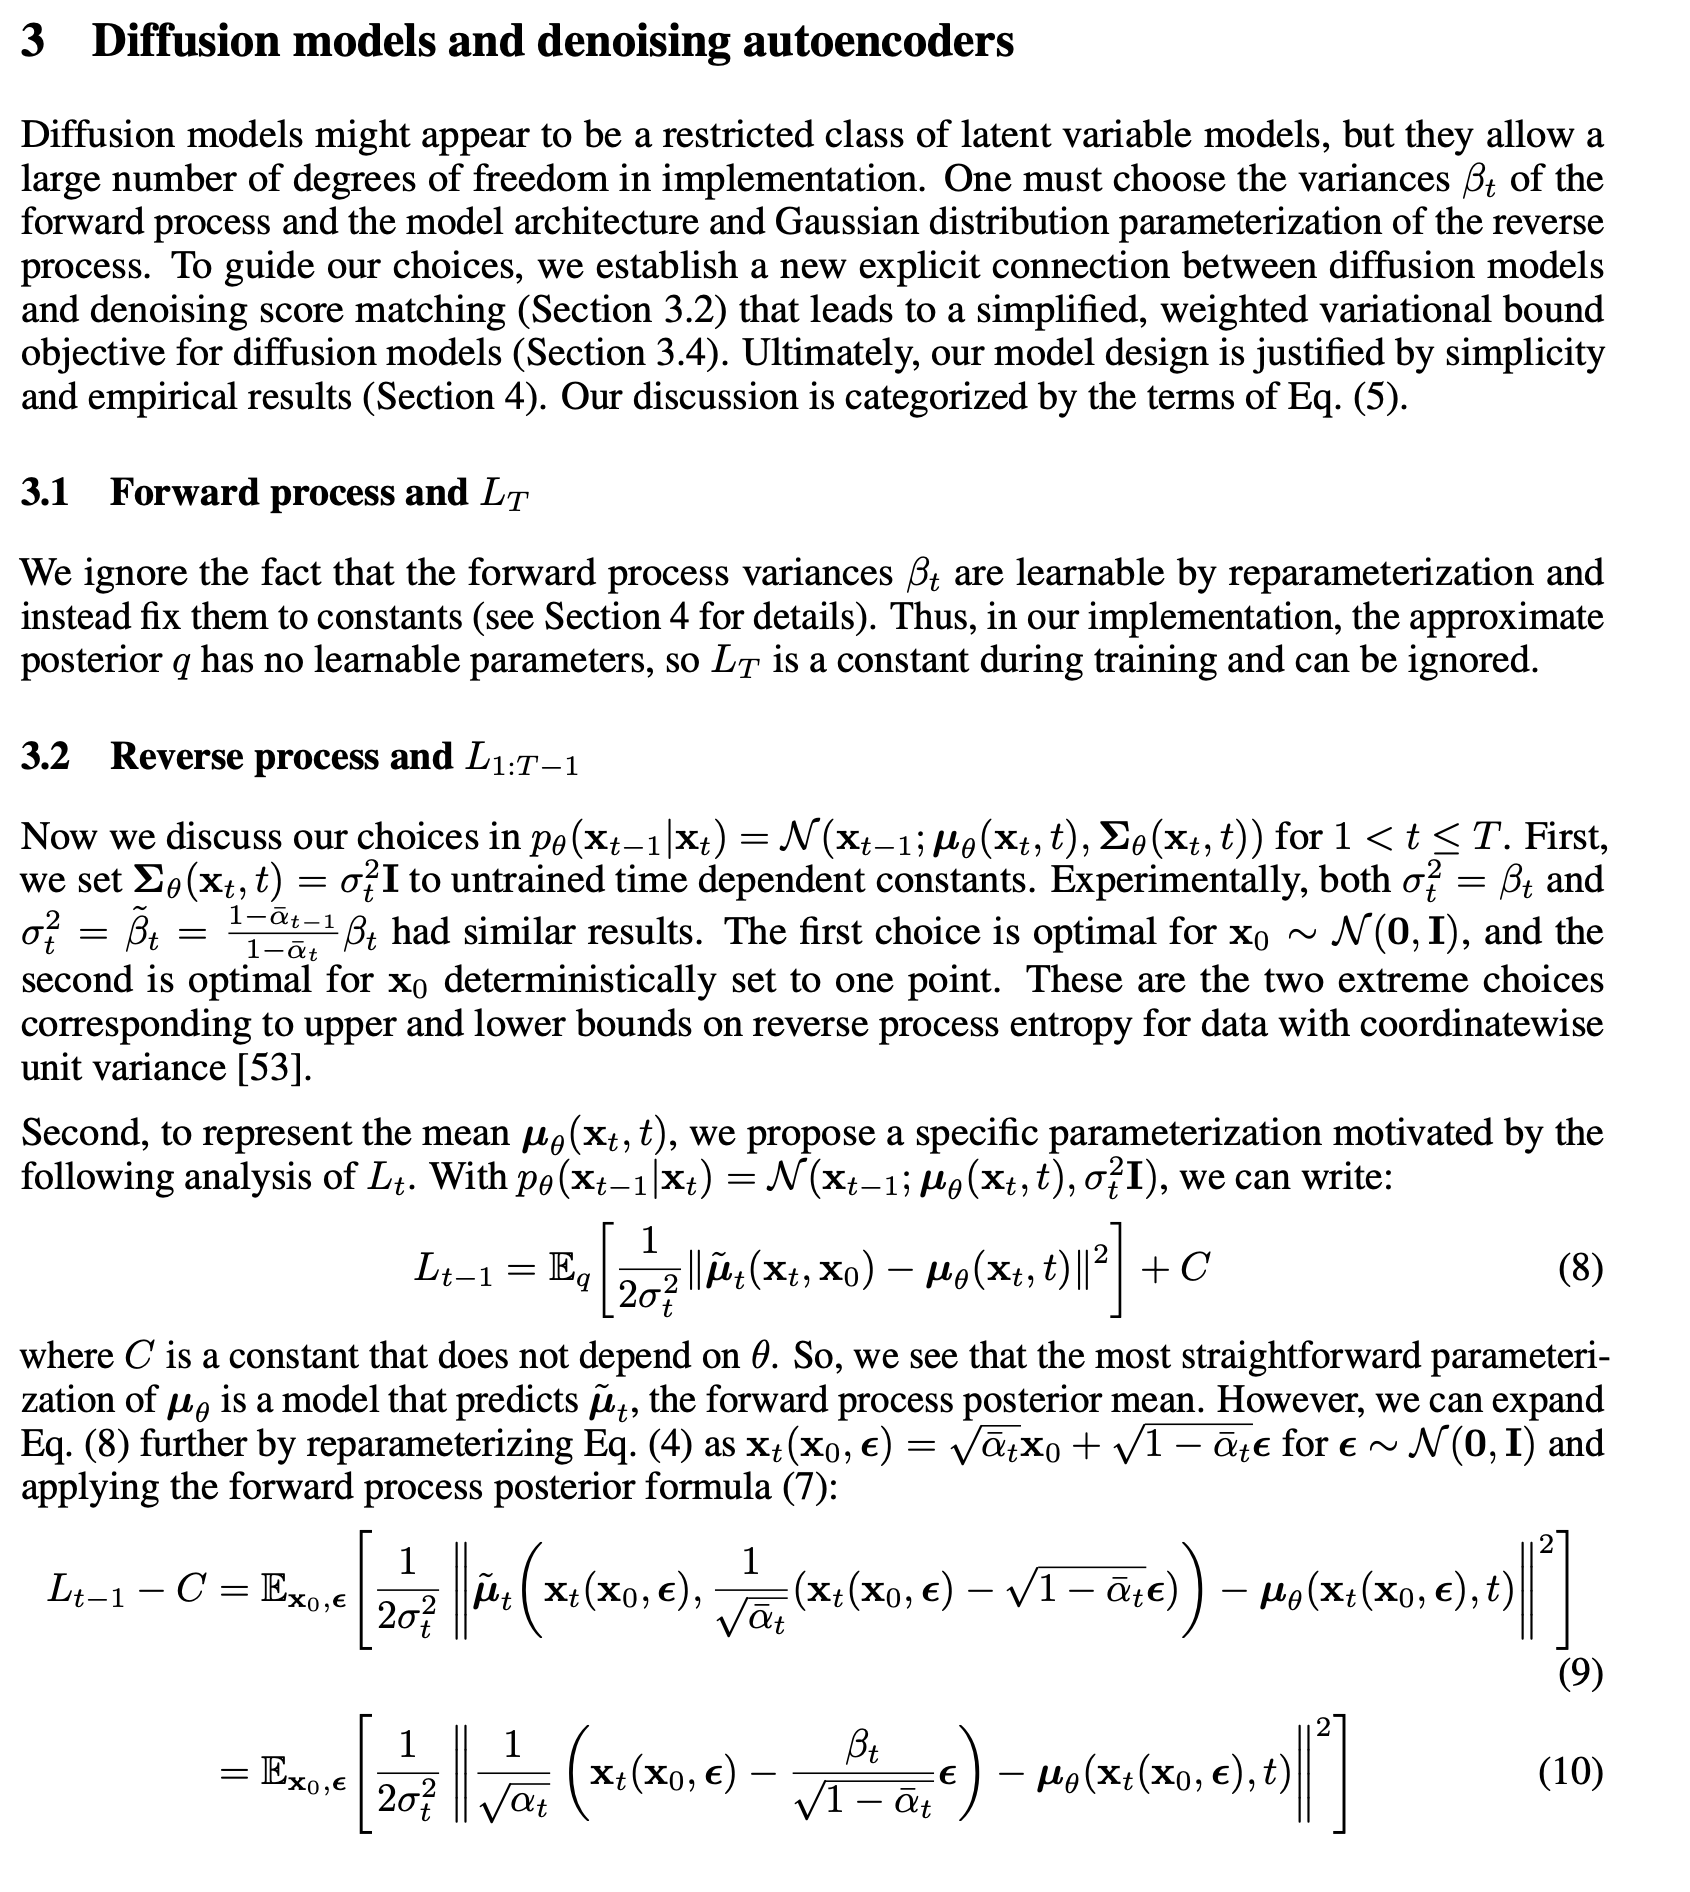 3 Diffusion models and denoising autoencoders
Diffusion models might appear to be a restricted class of latent variable models, but they allow a
large number of degrees of freedom in implementation. One must choose the variances βₜ of the
forward process and the model architecture and Gaussian distribution parameterization of the reverse
process. To guide our choices, we establish a new explicit connection between diffusion models
and denoising score matching (Section 3.2) that leads to a simplified, weighted variational bound
objective for diffusion models (Section 3.4). Ultimately, our model design is justified by simplicity
and empirical results (Section 4). Our discussion is categorized by the terms of Eq. (5).
3.1 Forward process and $L_T$
We ignore the fact that the forward process variances $\beta_t$ are learnable by reparameterization and
instead fix them to constants (see Section 4 for details). Thus, in our implementation, the approximate
posterior $q$ has no learnable parameters, so $L_T$ is a constant during training and can be ignored.
3.2 Reverse process and $L_{1:T-1}$
Now we discuss our choices in $p_\theta(\mathbf{x}_{t-1}|\mathbf{x}_t) = \mathcal{N}(\mathbf{x}_{t-1}; \boldsymbol{\mu}_\theta(\mathbf{x}_t, t), \boldsymbol{\Sigma}_\theta(\mathbf{x}_t, t))$ for $1 < t \leq T$. First,
we set $\boldsymbol{\Sigma}_\theta(\mathbf{x}_t, t) = \sigma_t^2\mathbf{I}$ to untrained time dependent constants. Experimentally, both $\sigma_t^2 = \beta_t$ and
$\sigma_t^2 = \tilde{\beta}_t = \frac{1-\bar{\alpha}_{t-1}}{1-\bar{\alpha}_t}\beta_t$ had similar results. The first choice is optimal for $\mathbf{x}_0 \sim \mathcal{N}(\mathbf{0}, \mathbf{I})$, and the
second is optimal for $\mathbf{x}_0$ deterministically set to one point. These are the two extreme choices
corresponding to upper and lower bounds on reverse process entropy for data with coordinatewise
unit variance [53].
Second, to represent the mean $\boldsymbol{\mu}_\theta(\mathbf{x}_t, t)$, we propose a specific parameterization motivated by the
following analysis of $L_t$. With $p_\theta(\mathbf{x}_{t-1}|\mathbf{x}_t) = \mathcal{N}(\mathbf{x}_{t-1}; \boldsymbol{\mu}_\theta(\mathbf{x}_t, t), \sigma_t^2\mathbf{I})$, we can write:
$L_{t-1} = \mathbb{E}_q\left[\frac{1}{2\sigma_t^2}\|\tilde{\boldsymbol{\mu}}_t(\mathbf{x}_t, \mathbf{x}_0) - \boldsymbol{\mu}_\theta(\mathbf{x}_t, t)\|^2\right] + C$ (8)
where $C$ is a constant that does not depend on $\theta$. So, we see that the most straightforward parameteri-
zation of $\boldsymbol{\mu}_\theta$ is a model that predicts $\tilde{\boldsymbol{\mu}}_t$, the forward process posterior mean. However, we can expand
Eq. (8) further by reparameterizing Eq. (4) as $\mathbf{x}_t(\mathbf{x}_0, \boldsymbol{\epsilon}) = \sqrt{\bar{\alpha}_t}\mathbf{x}_0 + \sqrt{1-\bar{\alpha}_t}\boldsymbol{\epsilon}$ for $\boldsymbol{\epsilon} \sim \mathcal{N}(\mathbf{0}, \mathbf{I})$ and
applying the forward process posterior formula (7):
$L_{t-1} - C = \mathbb{E}_{\mathbf{x}_0,\boldsymbol{\epsilon}}\left[\frac{1}{2\sigma_t^2}\left\|\tilde{\boldsymbol{\mu}}_t\left(\mathbf{x}_t(\mathbf{x}_0, \boldsymbol{\epsilon}), \frac{1}{\sqrt{\bar{\alpha}_t}}(\mathbf{x}_t(\mathbf{x}_0, \boldsymbol{\epsilon}) - \sqrt{1-\bar{\alpha}_t}\boldsymbol{\epsilon})\right) - \boldsymbol{\mu}_\theta(\mathbf{x}_t(\mathbf{x}_0, \boldsymbol{\epsilon}), t)\right\|^2\right]$
(9)
$= \mathbb{E}_{\mathbf{x}_0,\boldsymbol{\epsilon}}\left[\frac{1}{2\sigma_t^2}\left\|\frac{1}{\sqrt{\alpha_t}}\left(\mathbf{x}_t(\mathbf{x}_0, \boldsymbol{\epsilon}) - \frac{\beta_t}{\sqrt{1-\bar{\alpha}_t}}\boldsymbol{\epsilon}\right) - \boldsymbol{\mu}_\theta(\mathbf{x}_t(\mathbf{x}_0, \boldsymbol{\epsilon}), t)\right\|^2\right]$ (10)